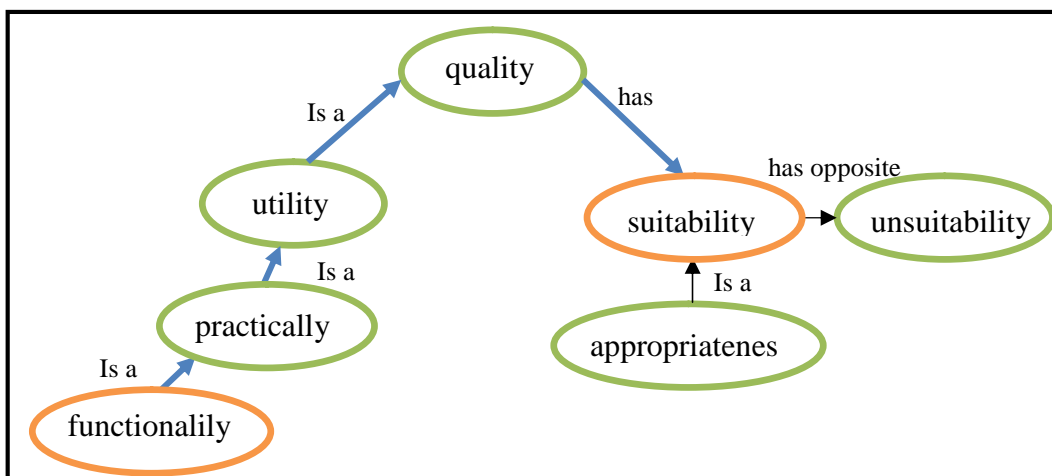 quality
has
Is a
has opposite
utility
suitability
unsuitability
Is a
Is a
practically
appropriatenes
Is a
functionalily